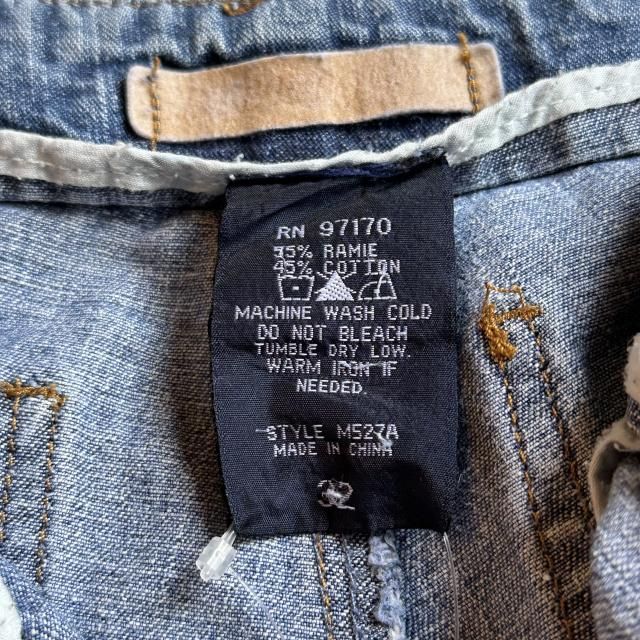 RN 97170
55% RAMIE
45% COTTON
MACHINE WASH COLD
DO NOT BLEACH
TUMBLE DRY LOW.
WARM IRON IF
NEEDED.
STYLE M527A
MADE IN CHINA
32